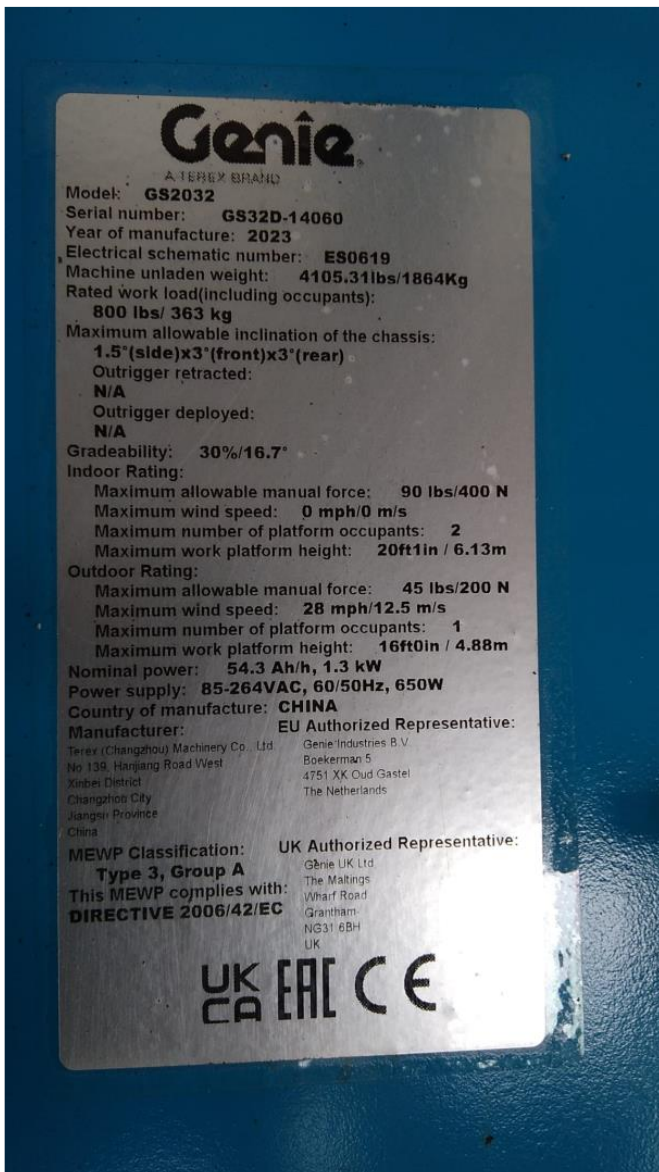 Genie
A TEREX BRAND
Model: GS2032
Serial number: GS32D-14060
Year of manufacture: 2023
Electrical schematic number: ES0619
Machine unladen weight: 4105.31lbs/1864Kg
Rated work load(including occupants):
800 lbs/ 363 kg
Maximum allowable inclination of the chassis:
1.5°(side)x3°(front)x3°(rear)
Outrigger retracted:
N/A
Outrigger deployed:
N/A
Gradeability: 30%/16.7°
Indoor Rating:
Maximum allowable manual force: 90 lbs/400 N
Maximum wind speed: 0 mph/0 m/s
Maximum number of platform occupants: 2
Maximum work platform height: 20ft1in / 6.13m
Outdoor Rating:
Maximum allowable manual force: 45 lbs/200 N
Maximum wind speed: 28 mph/12.5 m/s
Maximum number of platform occupants: 1
Maximum work platform height: 16ft0in / 4.88m
Nominal power: 54.3 Ah/h, 1.3 kW
Power supply: 85-264VAC, 60/50Hz, 650W
Country of manufacture: CHINA
Manufacturer:
Terex (Changzhou) Machinery Co., Ltd.
No 139, Hanjiang Road West
Xinbei District
Changzhou City
Jiangsu Province
China
EU Authorized Representative:
Genie Industries B.V.
Boekerman 5
4751 XK Oud Gastel
The Netherlands
MEWP Classification:
Type 3, Group A
This MEWP complies with:
DIRECTIVE 2006/42/EC
UK Authorized Representative:
Genie UK Ltd
The Maltings
Wharf Road
Grantham
NG31 6BH
UK
UK
CA EAC CE